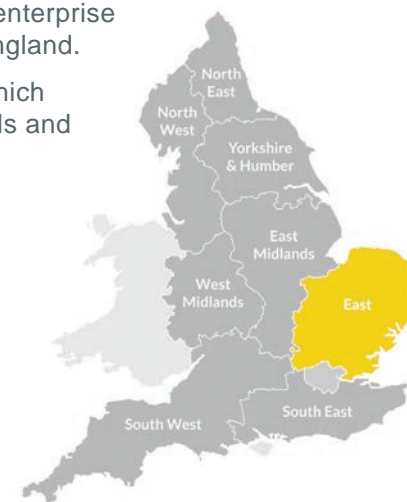 enterprise
ngland.
hich
ls and
North
East
North
West
Yorkshire
& Humber
East
Midlands
West
Midlands
East
South West
South East